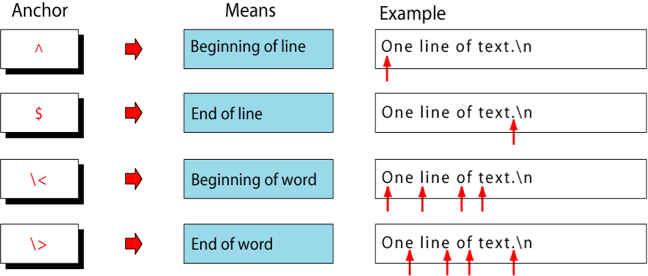 Anchor Means Example
^ Beginning of line One line of text.\n
$ End of line One line of text.\n
\< Beginning of word One line of text.\n
\> End of word One line of text.\n